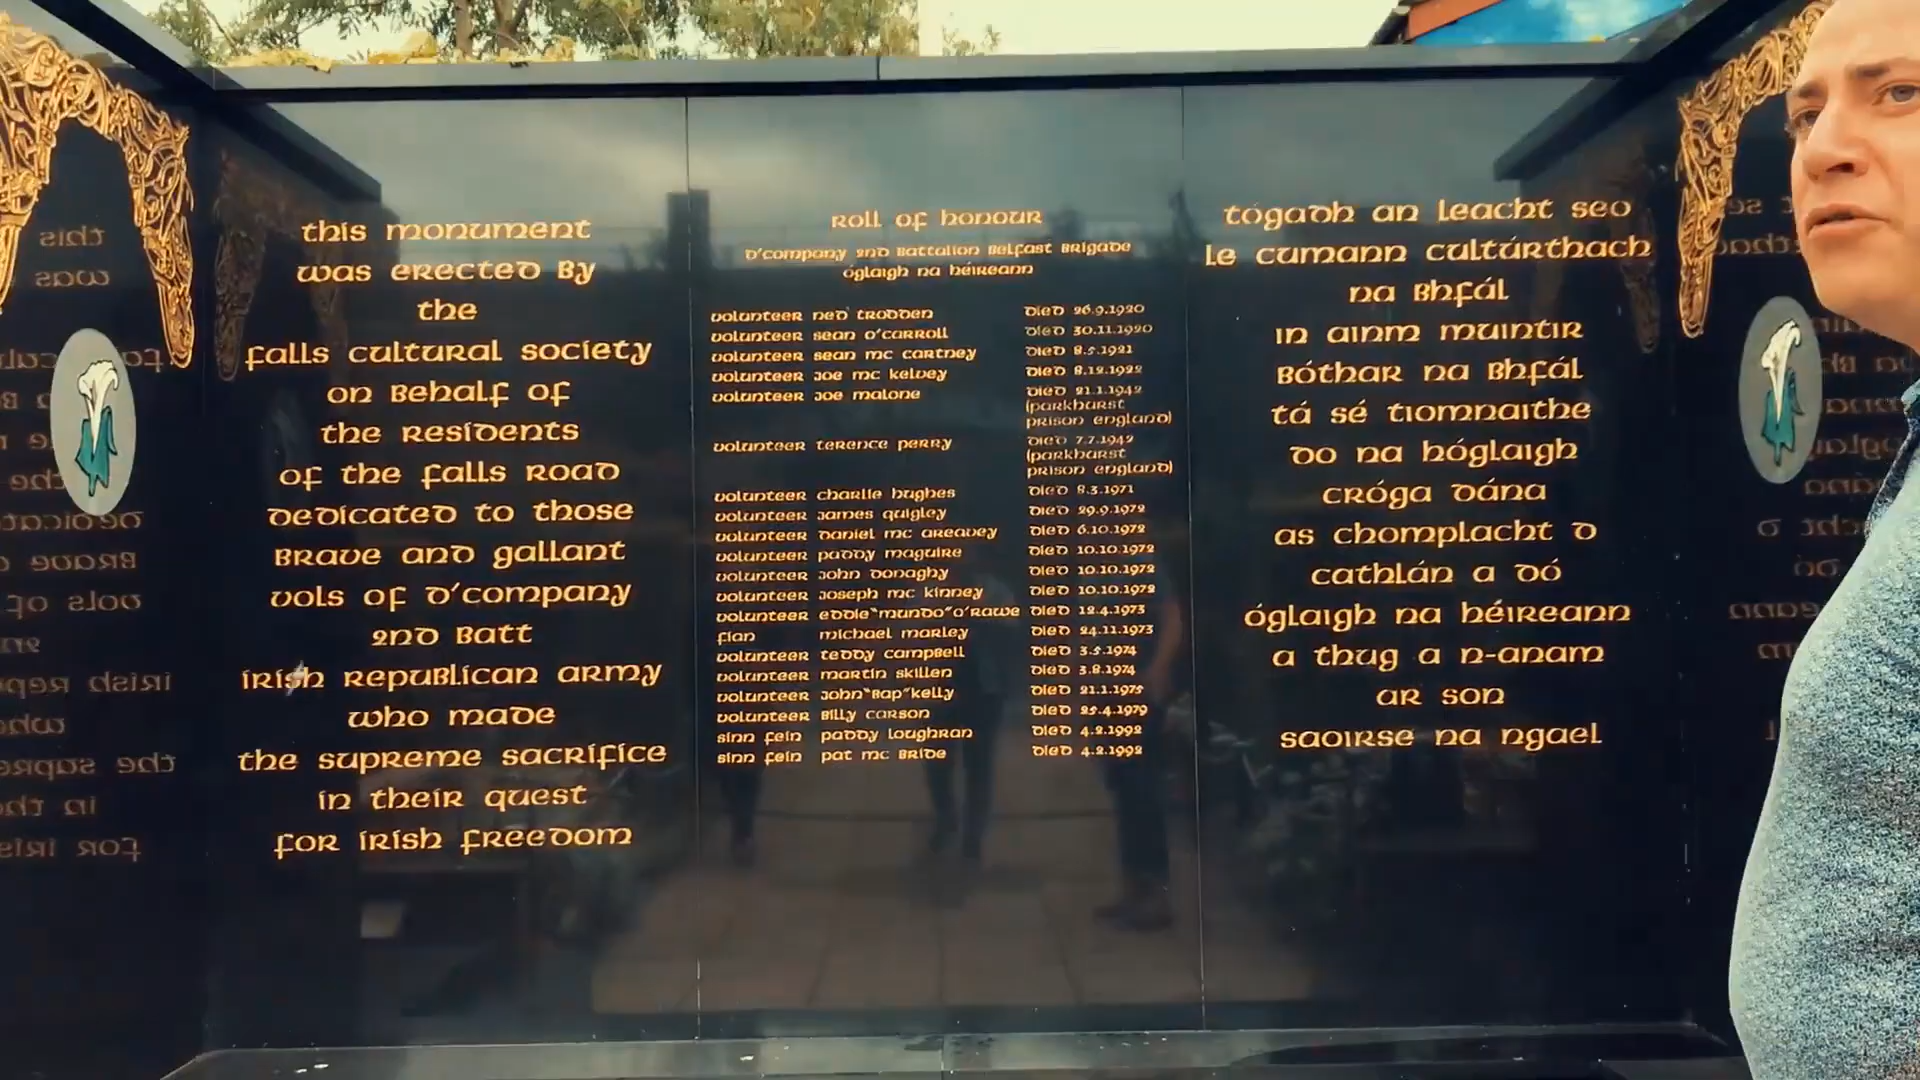 this monument
was erected by
the
falls cultural society
on behalf of
the residents
of the falls road
dedicated to those
brave and gallant
vols of d'company
2nd batt
irish republican army
who made
the supreme sacrifice
in their quest
for irish freedom
roll of honour
d'company 2nd battalion belfast brigade
óglaigh na héireann
volunteer ned trodden died 26.9.1920
volunteer sean o'carroll died 30.11.1920
volunteer sean mc cartney died 8.5.1921
volunteer joe mc kelvey died 8.12.1922
volunteer joe malone died 21.1.1942
(parkhurst
prison england)
volunteer terence perry died 7.7.1942
(parkhurst
prison england)
volunteer charlie hughes died 8.3.1971
volunteer james quigley died 29.9.1972
volunteer daniel mc areavey died 6.10.1972
volunteer paddy maguire died 10.10.1972
volunteer john donaghy died 10.10.1972
volunteer joseph mc kinney died 10.10.1972
volunteer eddie "mundo" o'rawe died 12.4.1973
fian michael marley died 24.11.1973
volunteer teddy campbell died 3.5.1974
volunteer martin skillen died 3.8.1974
volunteer john "bap" kelly died 21.1.1975
volunteer billy carson died 25.4.1979
sinn fein paddy loughran died 4.2.1992
sinn fein pat mc bride died 4.2.1992
tógadh an leacht seo
le cumann cultúrthach
na bhfál
in ainm muintir
bóthar na bhfál
tá sé tiomnaithe
do na hóglaigh
cróga dána
as chomplacht d
cathlán a dó
óglaigh na héireann
a thug a n-anam
ar son
saoirse na ngael